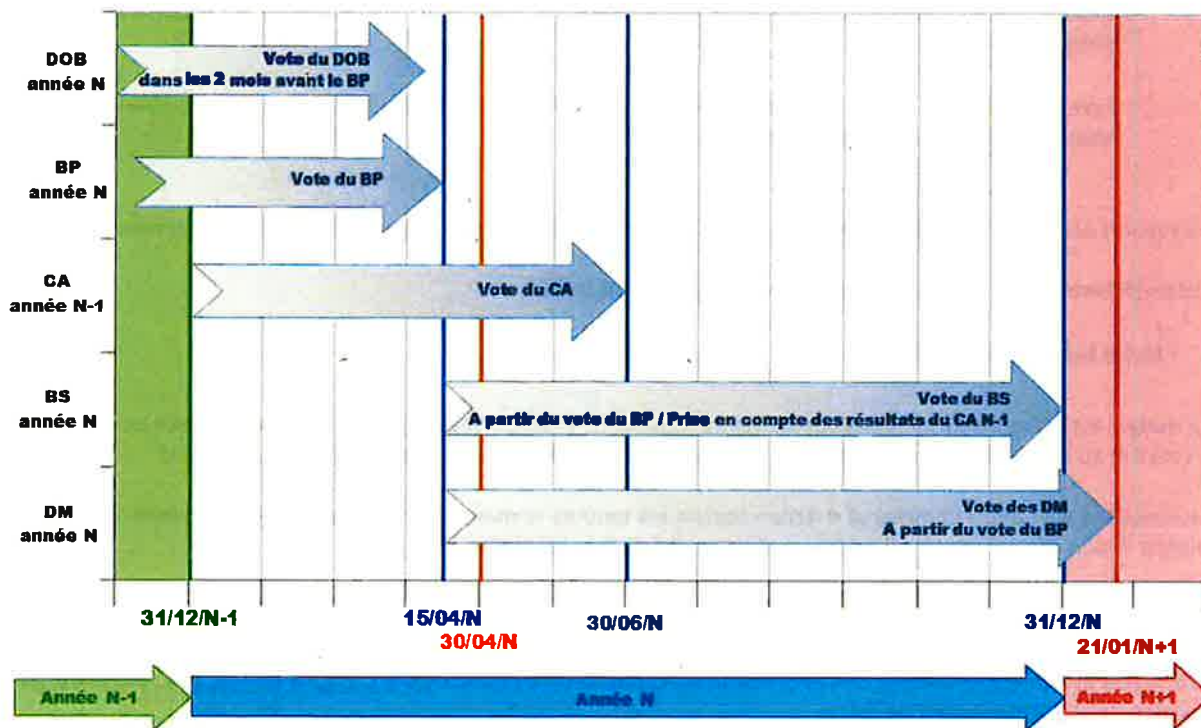 DOB
année N
Vote du DOB
dans les 2 mois avant le BP
BP
année N
Vote du BP
CA
année N-1
Vote du CA
BS
année N
Vote du BS
A partir du vote du BP / Prise en compte des résultats du CA N-1
DM
année N
Vote des DM
A partir du vote du BP
31/12/N-1
15/04/N
30/04/N
30/06/N
31/12/N
21/01/N+1
Année N-1
Année N
Année N+1